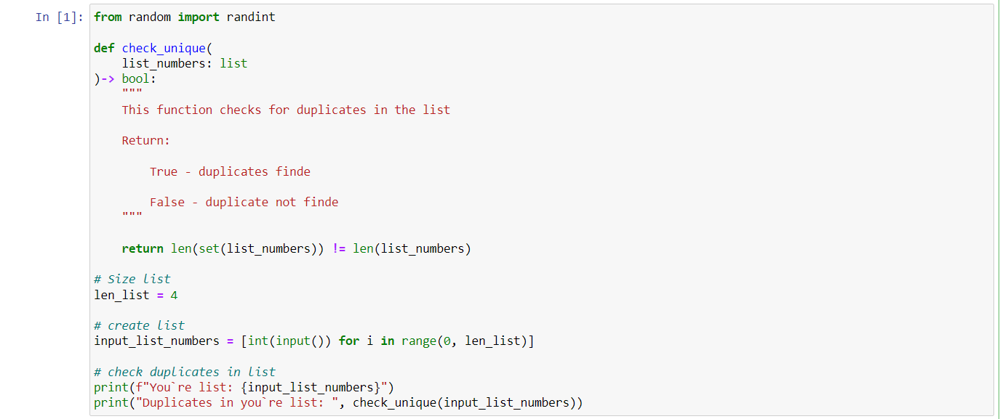 In [1]: from random import randint
def check_unique(
list_numbers: list
)-> bool:
"""
This function checks for duplicates in the list
Return:
True - duplicates finde
False - duplicate not finde
"""
return len(set(list_numbers)) != len(list_numbers)
# Size list
len_list = 4
# create list
input_list_numbers = [int(input()) for i in range(0, len_list)]
# check duplicates in list
print(f"You`re list: {input_list_numbers}")
print("Duplicates in you`re list: ", check_unique(input_list_numbers))